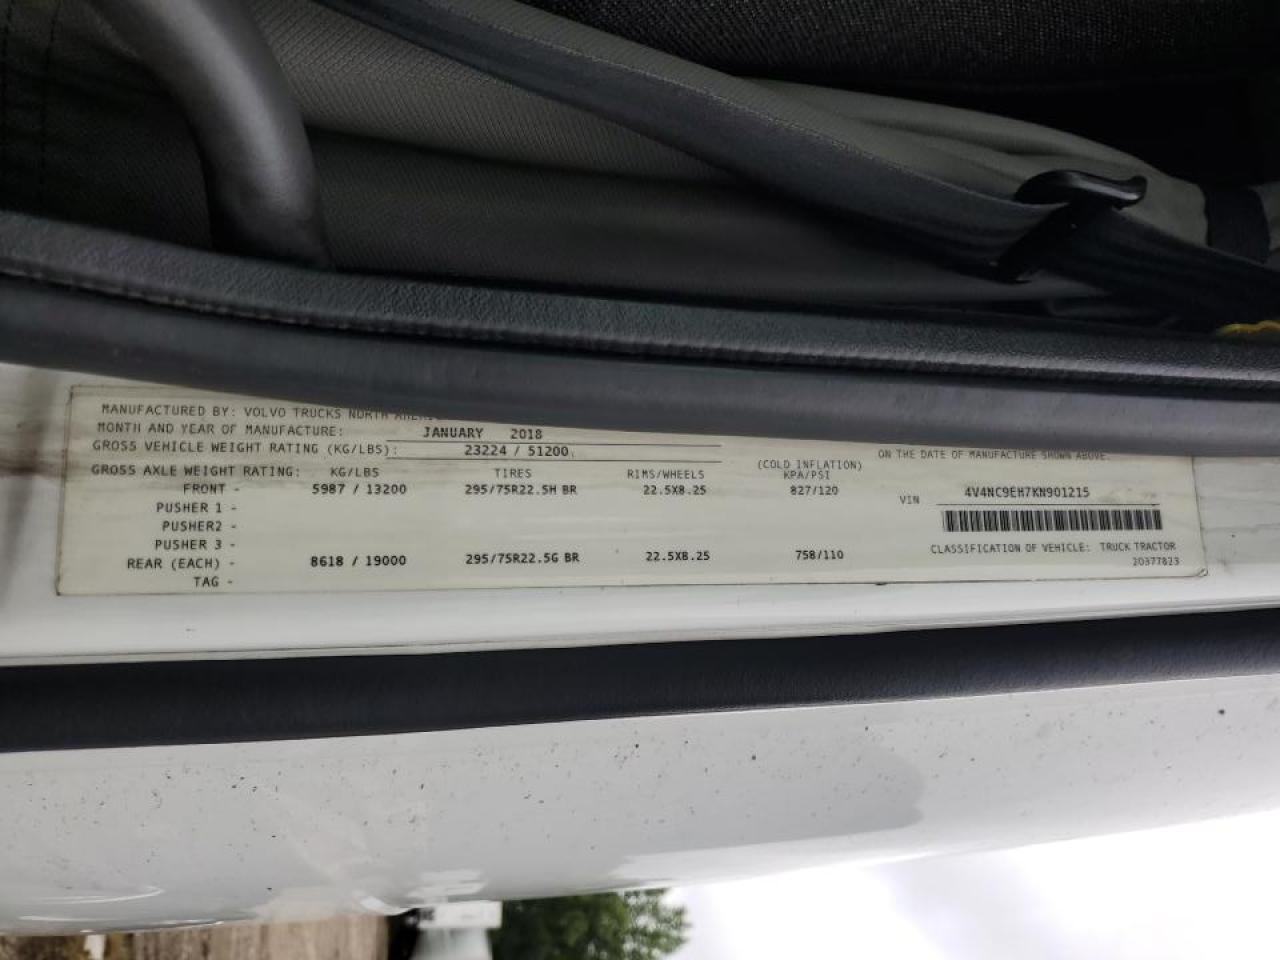 MANUFACTURED BY: VOLVO TRUCKS NORTH
MONTH AND YEAR OF MANUFACTURE: JANUARY 2018
GROSS VEHICLE WEIGHT RATING (KG/LBS): 23224 / 51200
ON THE DATE OF MANUFACTURE SHOWN ABOVE.
GROSS AXLE WEIGHT RATING: KG/LBS TIRES RIMS/WHEELS (COLD INFLATION) KPA/PSI
FRONT - 5987 / 13200 295/75R22.5H BR 22.5X8.25 827/120
PUSHER 1 -
PUSHER2 -
PUSHER 3 -
REAR (EACH) - 8618 / 19000 295/75R22.5G BR 22.5X8.25 758/110
TAG -
VIN 4V4NC9EH7KN901215
CLASSIFICATION OF VEHICLE: TRUCK TRACTOR
20377823